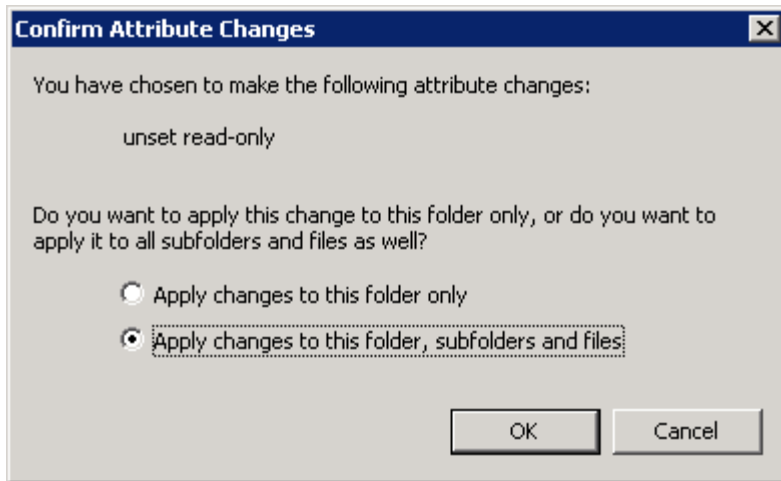 Confirm Attribute Changes
You have chosen to make the following attribute changes:
unset read-only
Do you want to apply this change to this folder only, or do you want to
apply it to all subfolders and files as well?
Apply changes to this folder only
Apply changes to this folder, subfolders and files
OK Cancel